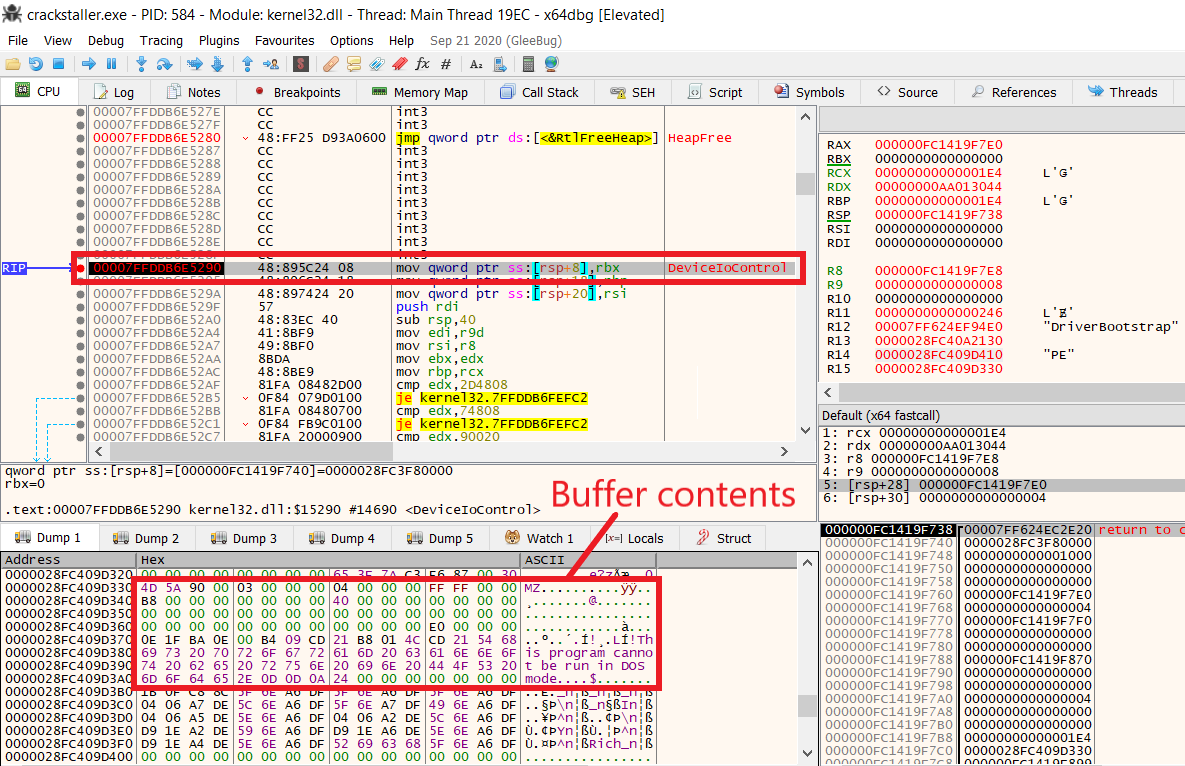 crackstaller.exe - PID: 584 - Module: kernel32.dll - Thread: Main Thread 19EC - x64dbg [Elevated]
File View Debug Tracing Plugins Favourites Options Help Sep 21 2020 (GleeBug)
CPU Log Notes Breakpoints Memory Map Call Stack SEH Script Symbols Source References Threads
00007FFDDB6E527E CC int3
00007FFDDB6E527F CC int3
00007FFDDB6E5280 48:FF25 D93A0600 jmp qword ptr ds:[<&RtlFreeHeap>] HeapFree
00007FFDDB6E5287 CC int3
00007FFDDB6E5288 CC int3
00007FFDDB6E5289 CC int3
00007FFDDB6E528A CC int3
00007FFDDB6E528B CC int3
00007FFDDB6E528C CC int3
00007FFDDB6E528D CC int3
00007FFDDB6E528E CC int3
RIP 00007FFDDB6E5290 48:895C24 08 mov qword ptr ss:[rsp+8],rbx DeviceIoControl
00007FFDDB6E529A 48:897424 20 mov qword ptr ss:[rsp+20],rsi
00007FFDDB6E529F 57 push rdi
00007FFDDB6E52A0 48:83EC 40 sub rsp,40
00007FFDDB6E52A4 41:8BF9 mov edi,r9d
00007FFDDB6E52A7 49:8BF0 mov rsi,r8
00007FFDDB6E52AA 8BDA mov ebx,edx
00007FFDDB6E52AC 48:8BE9 mov rbp,rcx
00007FFDDB6E52AF 81FA 08482D00 cmp edx,2D4808
00007FFDDB6E52B5 0F84 079D0100 je kernel32.7FFDDB6FEFC2
00007FFDDB6E52BB 81FA 08480700 cmp edx,74808
00007FFDDB6E52C1 0F84 FB9C0100 je kernel32.7FFDDB6FEFC2
00007FFDDB6E52C7 81FA 20000900 cmp edx,90020
RAX 000000FC1419F7E0
RBX 0000000000000000
RCX 00000000000001E4 L'Ǥ'
RDX 00000000AA013044
RBP 00000000000001E4 L'Ǥ'
RSP 000000FC1419F738
RSI 0000000000000000
RDI 0000000000000000
R8 000000FC1419F7E8
R9 0000000000000008
R10 0000000000000000
R11 0000000000000246 L'Ɇ'
R12 00007FF624EF94E0 "DriverBootstrap"
R13 0000028FC40A2130
R14 0000028FC409D410 "PE"
R15 0000028FC409D330
Default (x64 fastcall)
1: rcx 00000000000001E4
2: rdx 00000000AA013044
3: r8 000000FC1419F7E8
4: r9 0000000000000008
5: [rsp+28] 000000FC1419F7E0
6: [rsp+30] 0000000000000004
qword ptr ss:[rsp+8]=[000000FC1419F740]=0000028FC3F80000
rbx=0
.text:00007FFDDB6E5290 kernel32.dll:$15290 #14690 <DeviceIoControl>
Buffer contents
Dump 1 Dump 2 Dump 3 Dump 4 Dump 5 Watch 1 [x=] Locals Struct
Address Hex ASCII
0000028FC409D320
0000028FC409D330 4D 5A 90 00 03 00 00 00 04 00 00 00 FF FF 00 00 MZ..........ÿÿ..
0000028FC409D340 B8 00 00 00 00 00 00 00 40 00 00 00 00 00 00 00 ¸.......@.......
0000028FC409D350 00 00 00 00 00 00 00 00 00 00 00 00 00 00 00 00 ................
0000028FC409D360 00 00 00 00 00 00 00 00 00 00 00 00 E0 00 00 00 ............à...
0000028FC409D370 0E 1F BA 0E 00 B4 09 CD 21 B8 01 4C CD 21 54 68 ..º..´.Í!¸.LÍ!Th
0000028FC409D380 69 73 20 70 72 6F 67 72 61 6D 20 63 61 6E 6E 6F is program canno
0000028FC409D390 74 20 62 65 20 72 75 6E 20 69 6E 20 44 4F 53 20 t be run in DOS
0000028FC409D3A0 6D 6F 64 65 2E 0D 0D 0A 24 00 00 00 00 00 00 00 mode....$.......
0000028FC409D3B0
0000028FC409D3C0 04 06 A7 DE 5C 6E A6 DF 5F 6E A7 DF 49 6E A6 DF ..§Þ\n¦ß_n§ßIn¦ß
0000028FC409D3D0 04 06 A5 DE 5E 6E A6 DF 04 06 A2 DE 5C 6E A6 DF ..¥Þ^n¦ß..¢Þ\n¦ß
0000028FC409D3E0 D9 1E A2 DE 59 6E A6 DF D9 1E A6 DE 5E 6E A6 DF Ù.¢ÞYn¦ßÙ.¦Þ^n¦ß
0000028FC409D3F0 D9 1E A4 DE 5E 6E A6 DF 52 69 63 68 5F 6E A6 DF Ù.¤Þ^n¦ßRich_n¦ß
0000028FC409D400 00 00 00 00 00 00 00 00 00 00 00 00 00 00 00 00 ................
000000FC1419F738 00007FF624EC2E20 return to c
000000FC1419F740 0000028FC3F80000
000000FC1419F748 0000000000001000
000000FC1419F750 0000000000000000
000000FC1419F758 0000000000000000
000000FC1419F760 000000FC1419F7E0
000000FC1419F768 0000000000000004
000000FC1419F770 0000000000000000
000000FC1419F778 0000000000000000
000000FC1419F780 0000000000000000
000000FC1419F788 000000FC1419F870
000000FC1419F790 0000000000000000
000000FC1419F798 0000000000000000
000000FC1419F7A0 0000000000000004
000000FC1419F7A8 0000000000000000
000000FC1419F7B0 0000000000000000
000000FC1419F7B8 00000000000001E4
000000FC1419F7C0 0000028FC409D330